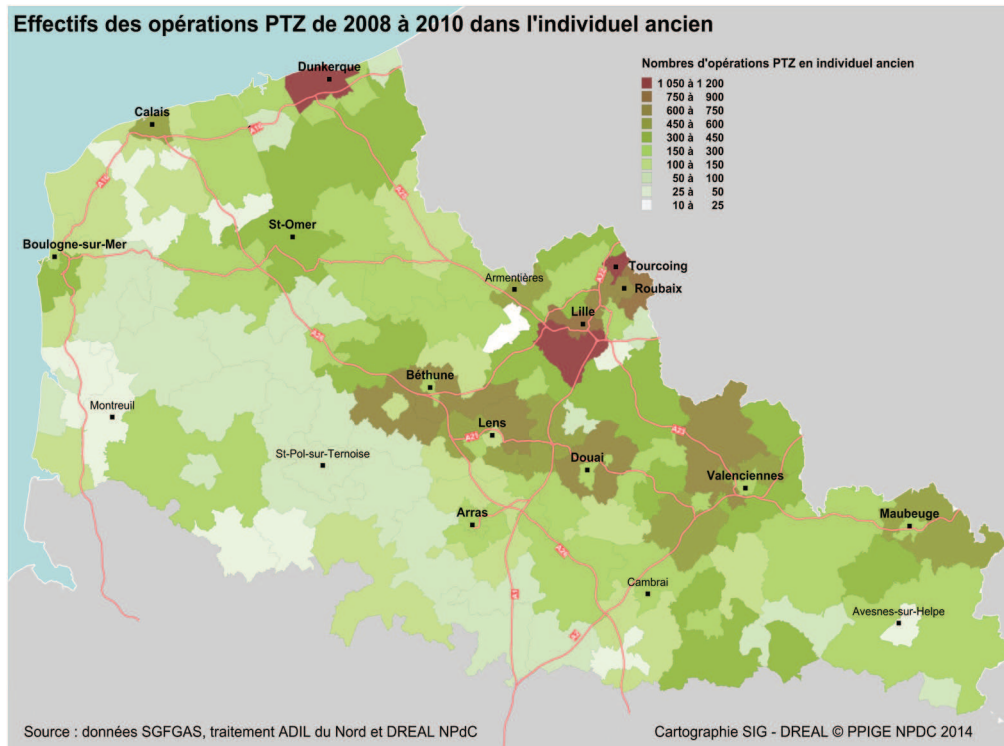 Effectifs des opérations PTZ de 2008 à 2010 dans l'individuel ancien
Nombres d'opérations PTZ en individuel ancien
1 050 à 1 200
750 à 900
600 à 750
450 à 600
300 à 450
150 à 300
100 à 150
50 à 100
25 à 50
10 à 25
Dunkerque
Calais
St-Omer
Boulogne-sur-Mer
Armentières
Tourcoing
Roubaix
Lille
Béthune
Montreuil
Lens
A21
St-Pol-sur-Ternoise
Douai
A23
Valenciennes
Arras
Maubeuge
Cambrai
Avesnes-sur-Helpe
Source : données SGFGAS, traitement ADIL du Nord et DREAL NPdC
Cartographie SIG - DREAL © PPIGE NPDC 2014